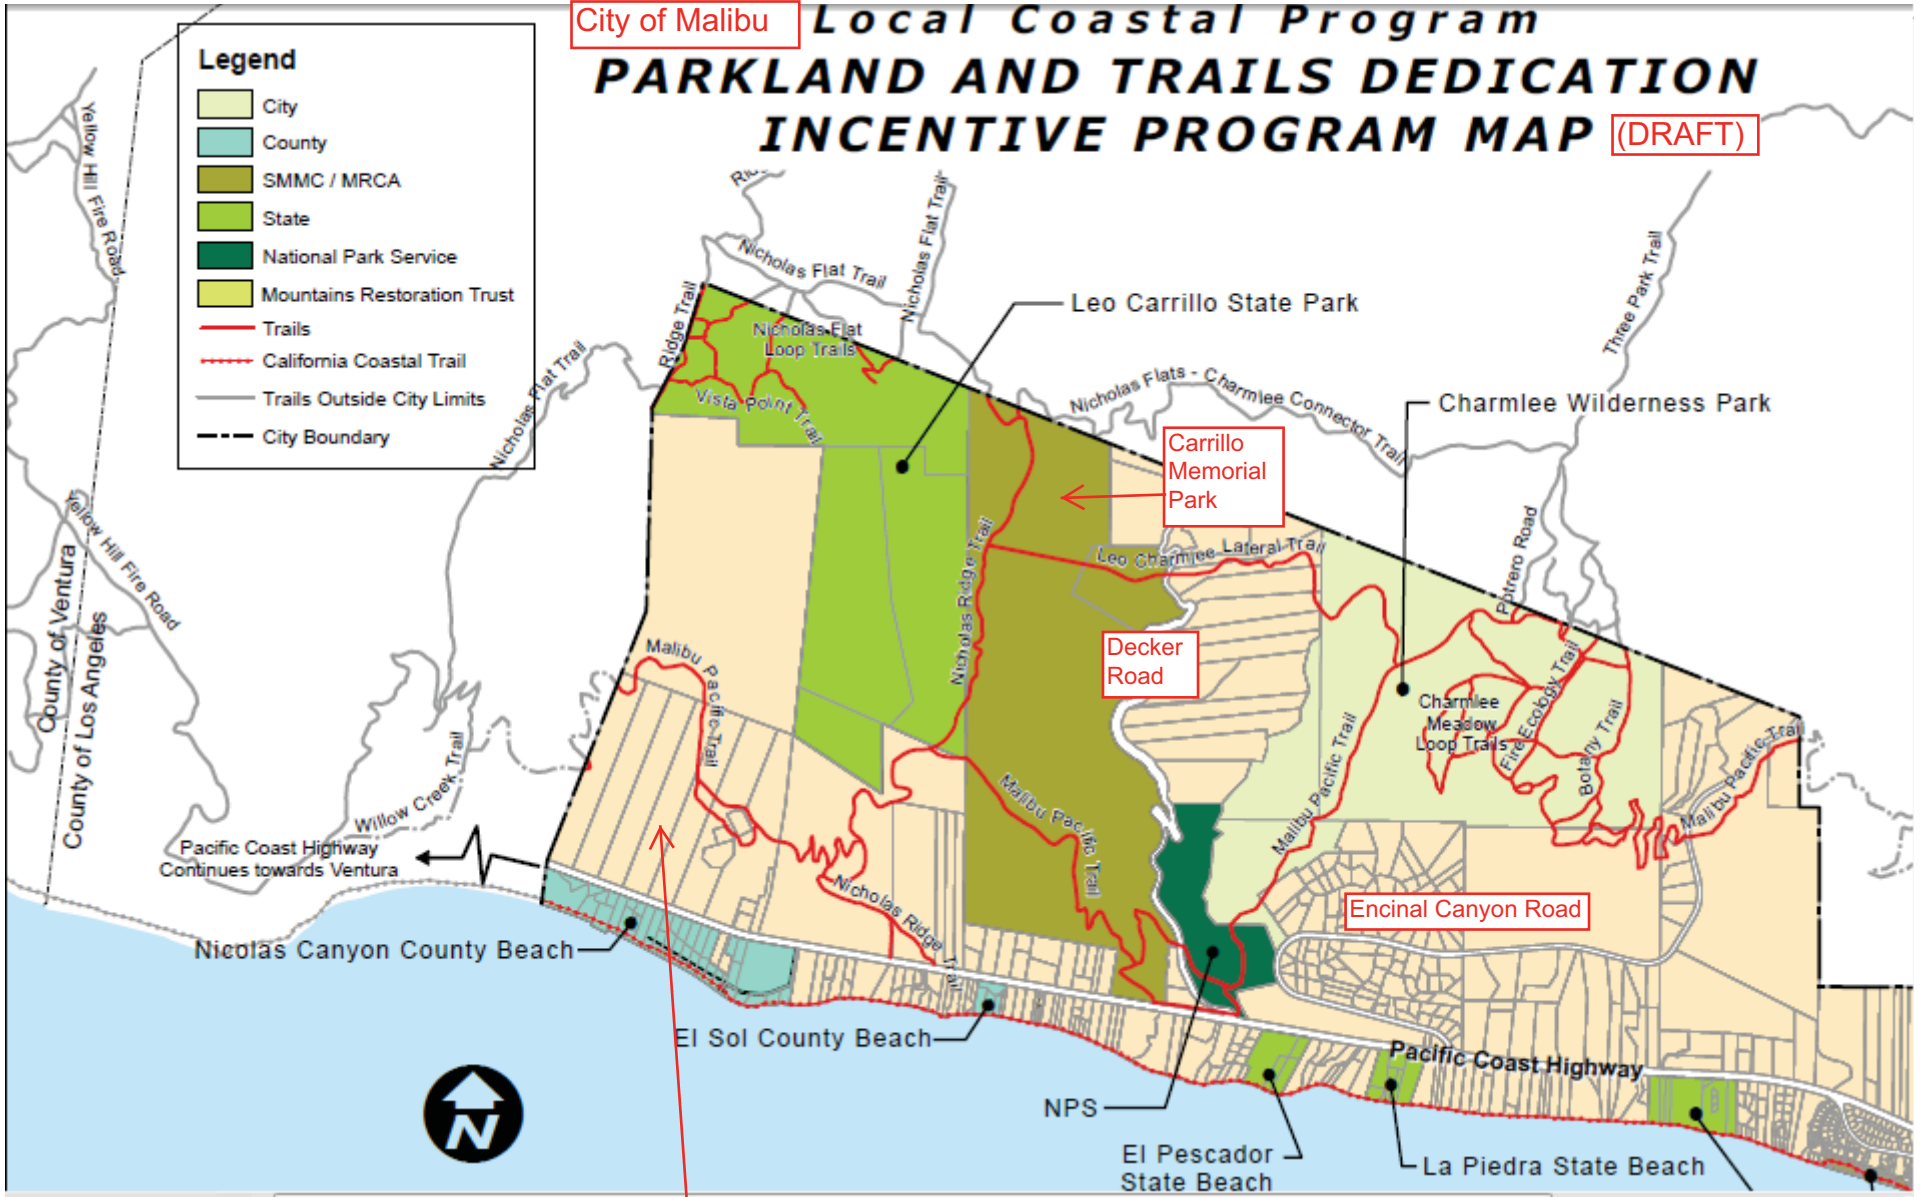 City of Malibu
Local Coastal Program
PARKLAND AND TRAILS DEDICATION
INCENTIVE PROGRAM MAP
(DRAFT)
Legend
City
County
SMMC / MRCA
State
National Park Service
Mountains Restoration Trust
Trails
California Coastal Trail
Trails Outside City Limits
City Boundary
Yellow Hill Fire Road
Yellow Hill Fire Road
County of Ventura
County of Los Angeles
Nicholas Flat Trail
Willow Creek Trail
Pacific Coast Highway
Continues towards Ventura
Ridge Trail
Nicholas Flat Trail
Nicholas Flat Trail
Nicholas Flat
Loop Trails
Vista Point Trail
Leo Carrillo State Park
Nicholas Flats - Charmlee Connector Trail
Three Park Trail
Charmlee Wilderness Park
Carrillo
Memorial
Park
Leo Charmlee Lateral Trail
Nicholas Ridge Trail
Potrero Road
Decker
Road
Malibu Pacific Trail
Malibu Pacific Trail
Malibu Pacific Trail
Charmlee
Meadow
Loop Trails
Fire Ecology Trail
Botany Trail
Malibu Pacific Trail
Nicholas Ridge Trail
Encinal Canyon Road
Nicolas Canyon County Beach
El Sol County Beach
Pacific Coast Highway
NPS
El Pescador
State Beach
La Piedra State Beach
N